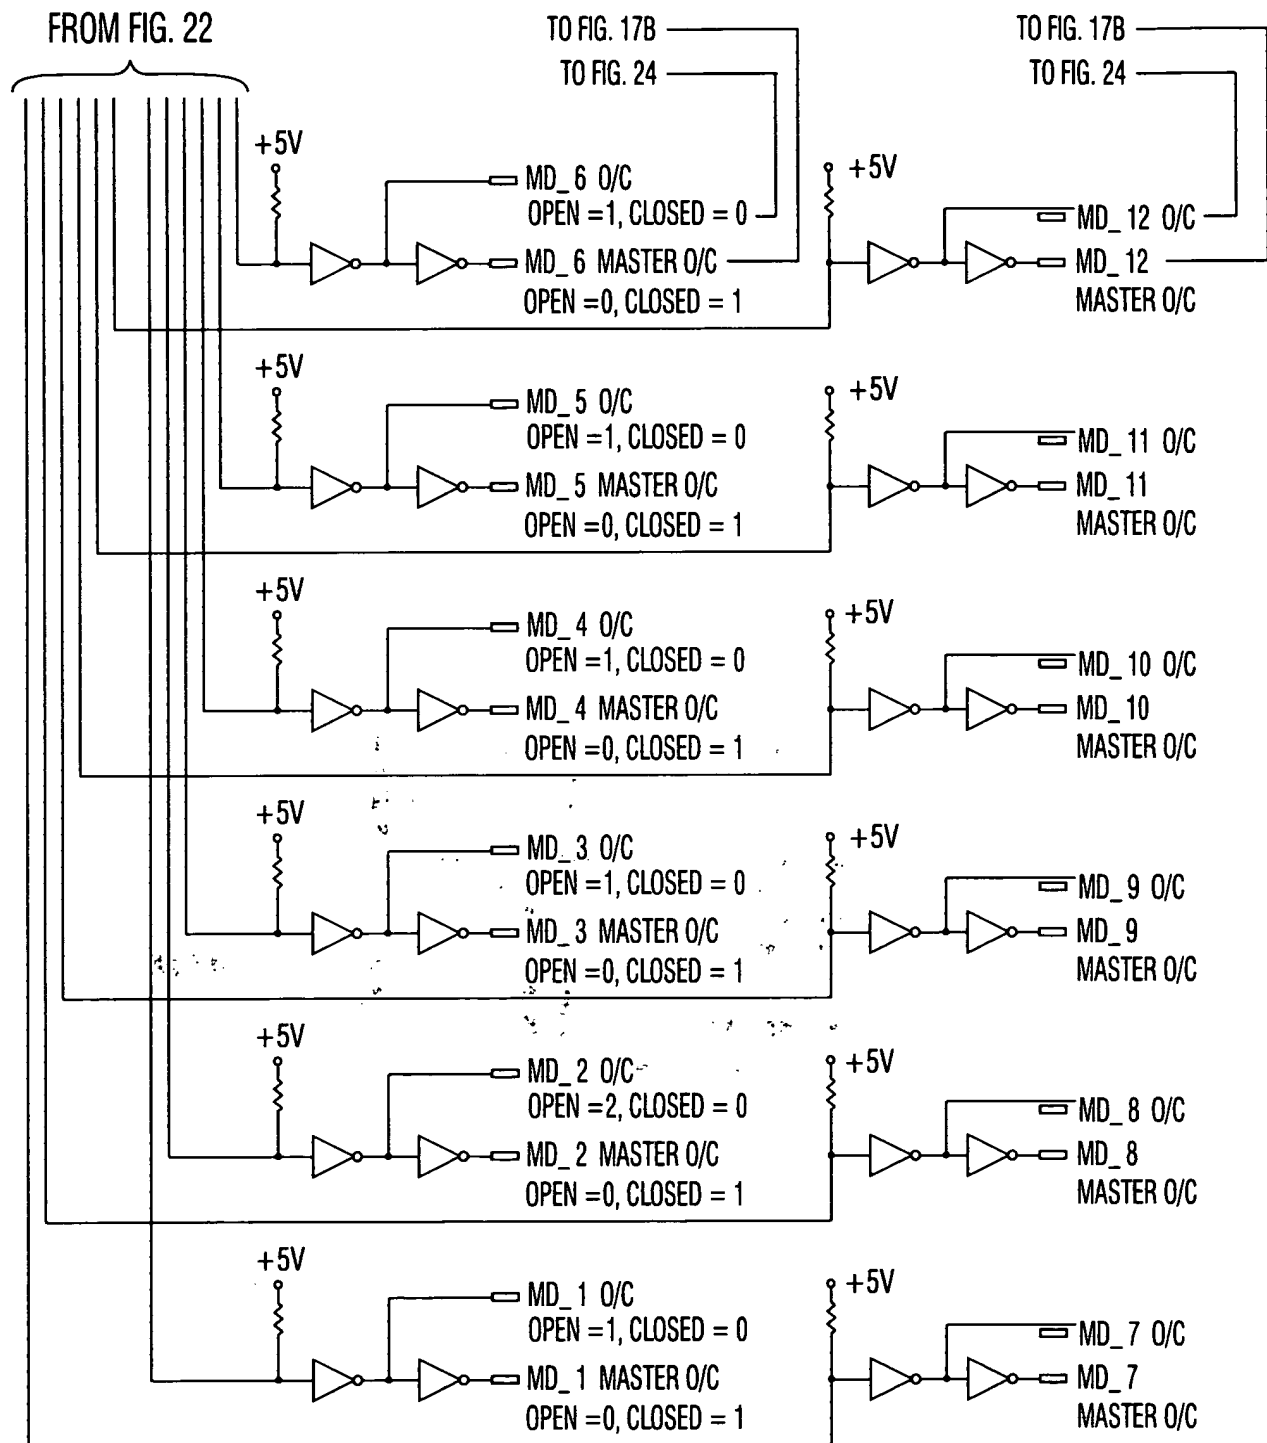 FROM FIG. 22
TO FIG. 17B
TO FIG. 24
TO FIG. 17B
TO FIG. 24
+5V
MD_6 O/C
OPEN =1, CLOSED = 0
MD_6 MASTER O/C
OPEN =0, CLOSED = 1
+5V
MD_12 O/C
MD_12
MASTER O/C
+5V
MD_5 O/C
OPEN =1, CLOSED = 0
MD_5 MASTER O/C
OPEN =0, CLOSED = 1
+5V
MD_11 O/C
MD_11
MASTER O/C
+5V
MD_4 O/C
OPEN =1, CLOSED = 0
MD_4 MASTER O/C
OPEN =0, CLOSED = 1
+5V
MD_10 O/C
MD_10
MASTER O/C
+5V
MD_3 O/C
OPEN =1, CLOSED = 0
MD_3 MASTER O/C
OPEN =0, CLOSED = 1
+5V
MD_9 O/C
MD_9
MASTER O/C
+5V
MD_2 O/C
OPEN =2, CLOSED = 0
MD_2 MASTER O/C
OPEN =0, CLOSED = 1
+5V
MD_8 O/C
MD_8
MASTER O/C
+5V
MD_1 O/C
OPEN =1, CLOSED = 0
MD_1 MASTER O/C
OPEN =0, CLOSED = 1
+5V
MD_7 O/C
MD_7
MASTER O/C